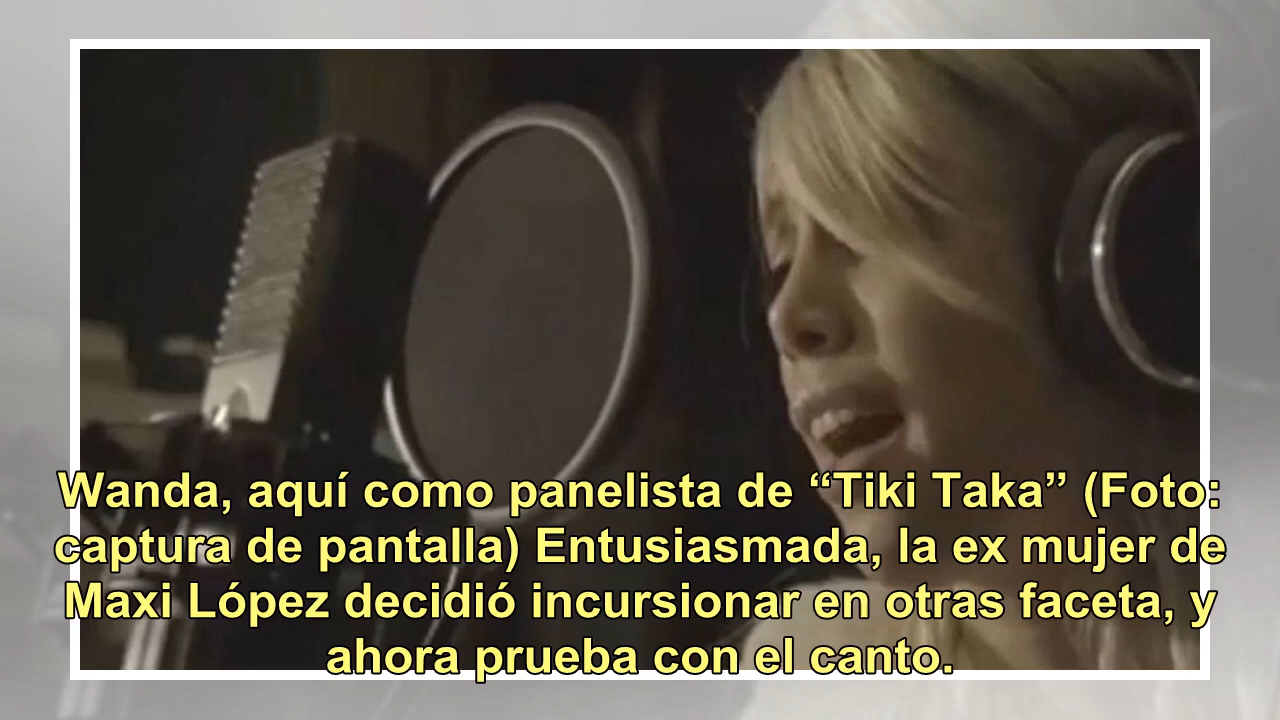 Wanda, aquí como panelista de “Tiki Taka” (Foto:
captura de pantalla) Entusiasmada, la ex mujer de
Maxi López decidió incursionar en otras faceta, y
ahora prueba con el canto.